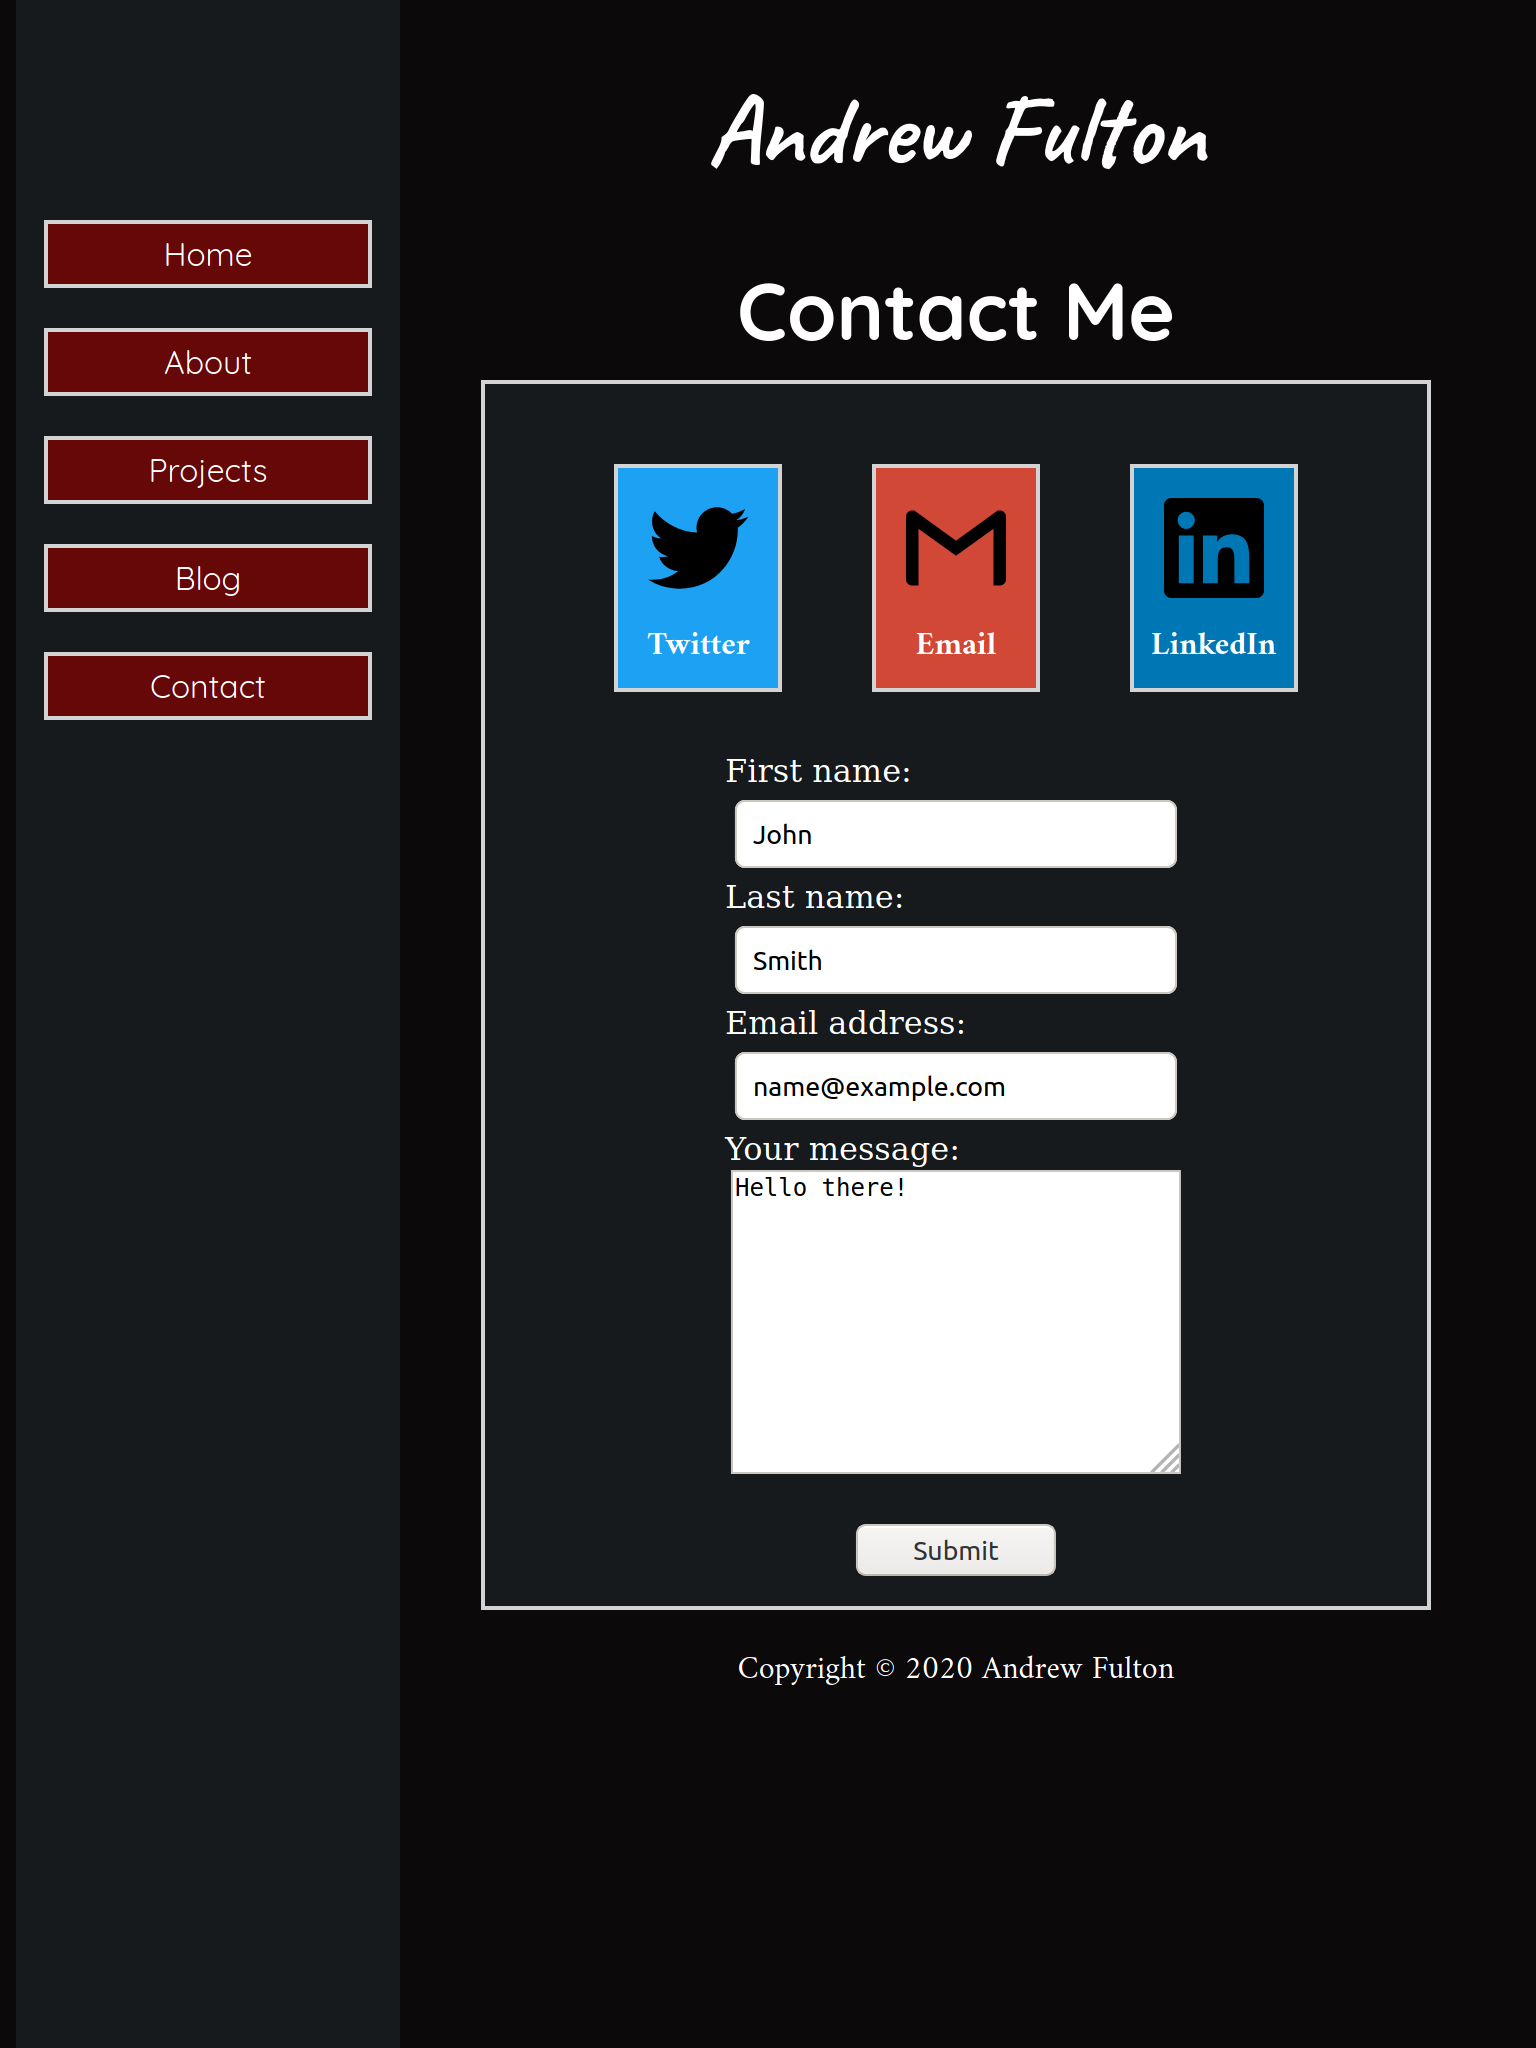 Andrew Fulton
Home
About
Projects
Blog
Contact
Contact Me
Twitter
Email
LinkedIn
First name:
John
Last name:
Smith
Email address:
name@example.com
Your message:
Hello there!
Submit
Copyright © 2020 Andrew Fulton